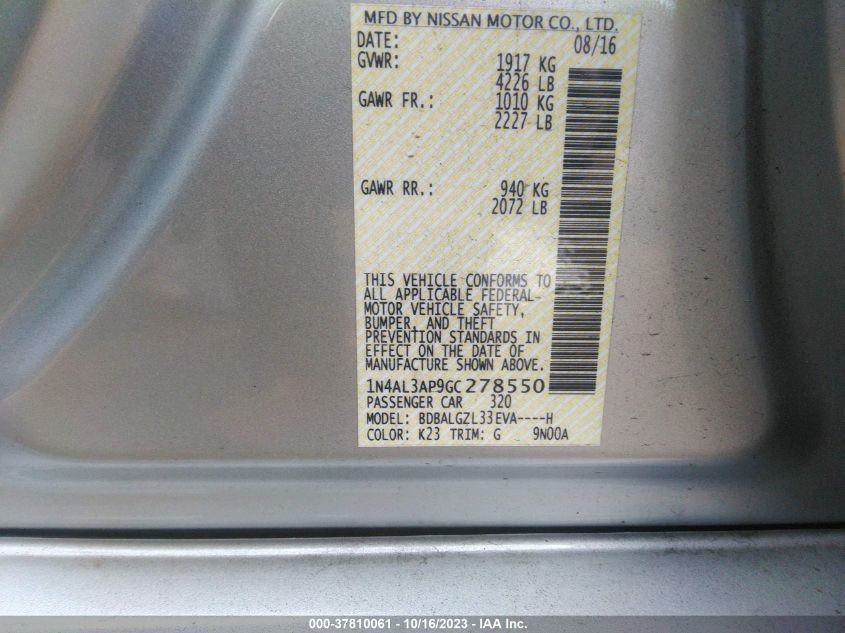 MFD BY NISSAN MOTOR CO., LTD.
DATE: 08/16
GVWR: 1917 KG
4226 LB
GAWR FR.: 1010 KG
2227 LB
GAWR RR.: 940 KG
2072 LB
THIS VEHICLE CONFORMS TO
ALL APPLICABLE FEDERAL
MOTOR VEHICLE SAFETY,
BUMPER, AND THEFT
PREVENTION STANDARDS IN
EFFECT ON THE DATE OF
MANUFACTURE SHOWN ABOVE.
1N4AL3AP9GC278550
PASSENGER CAR 320
MODEL: BDBALGZL33EVA----H
COLOR: K23 TRIM: G 9N00A
000-37810061 - 10/16/2023 - IAA Inc.